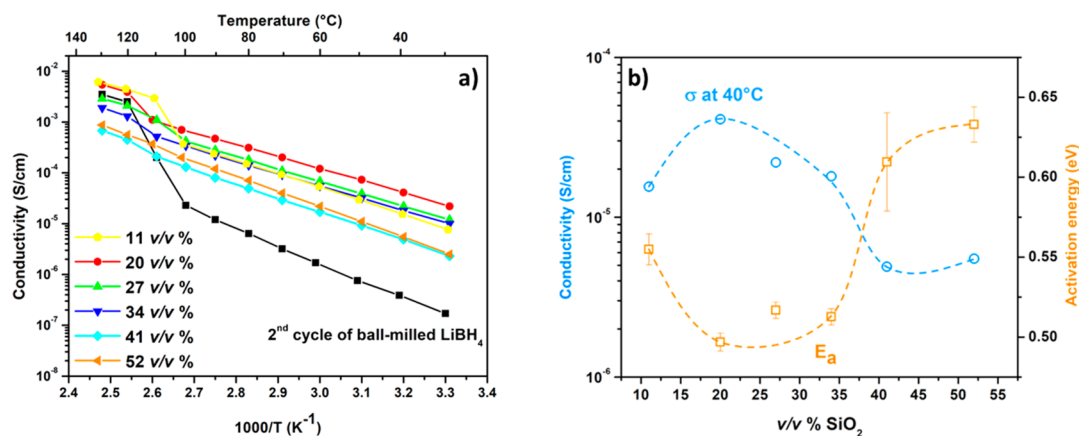 Temperature (°C)
140 120 100 80 60 40
a)
10⁻²
10⁻³
10⁻⁴
10⁻⁵
10⁻⁶
10⁻⁷
10⁻⁸
Conductivity (S/cm)
11 v/v %
20 v/v %
27 v/v %
34 v/v %
41 v/v %
52 v/v %
2nd cycle of ball-milled LiBH4
2.4 2.5 2.6 2.7 2.8 2.9 3.0 3.1 3.2 3.3 3.4
1000/T (K⁻¹)
b)
σ at 40°C
10⁻⁴
10⁻⁵
10⁻⁶
Conductivity (S/cm)
Ea
0.65
0.60
0.55
0.50
Activation energy (eV)
10 15 20 25 30 35 40 45 50 55
v/v % SiO2